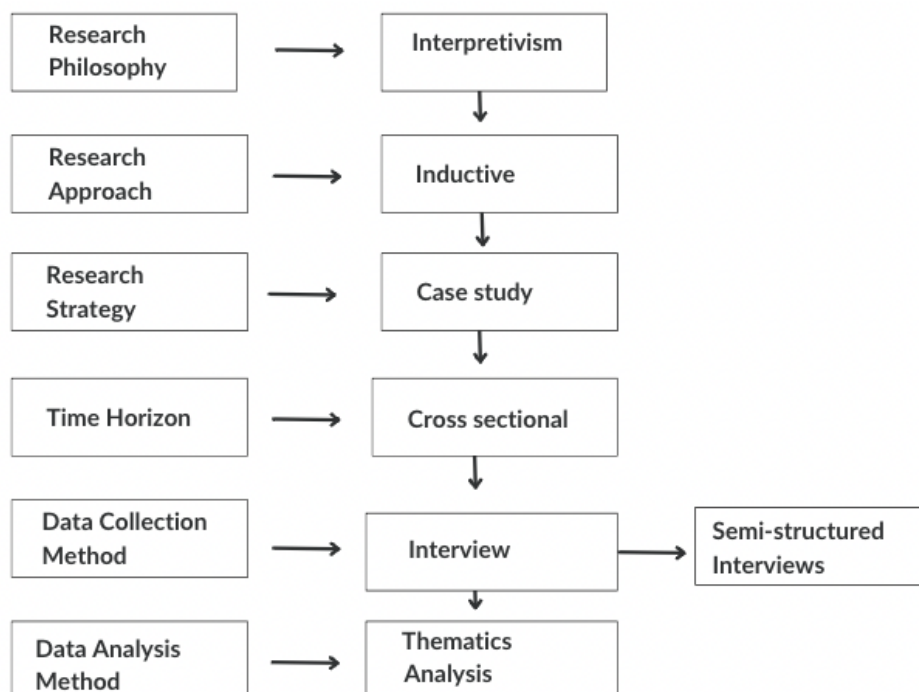 Research
Philosophy
Interpretivism
Research
Approach
Inductive
Research
Strategy
Case study
Time Horizon
Cross sectional
Data Collection
Method
Interview
Semi-structured
Interviews
Data Analysis
Method
Thematics
Analysis